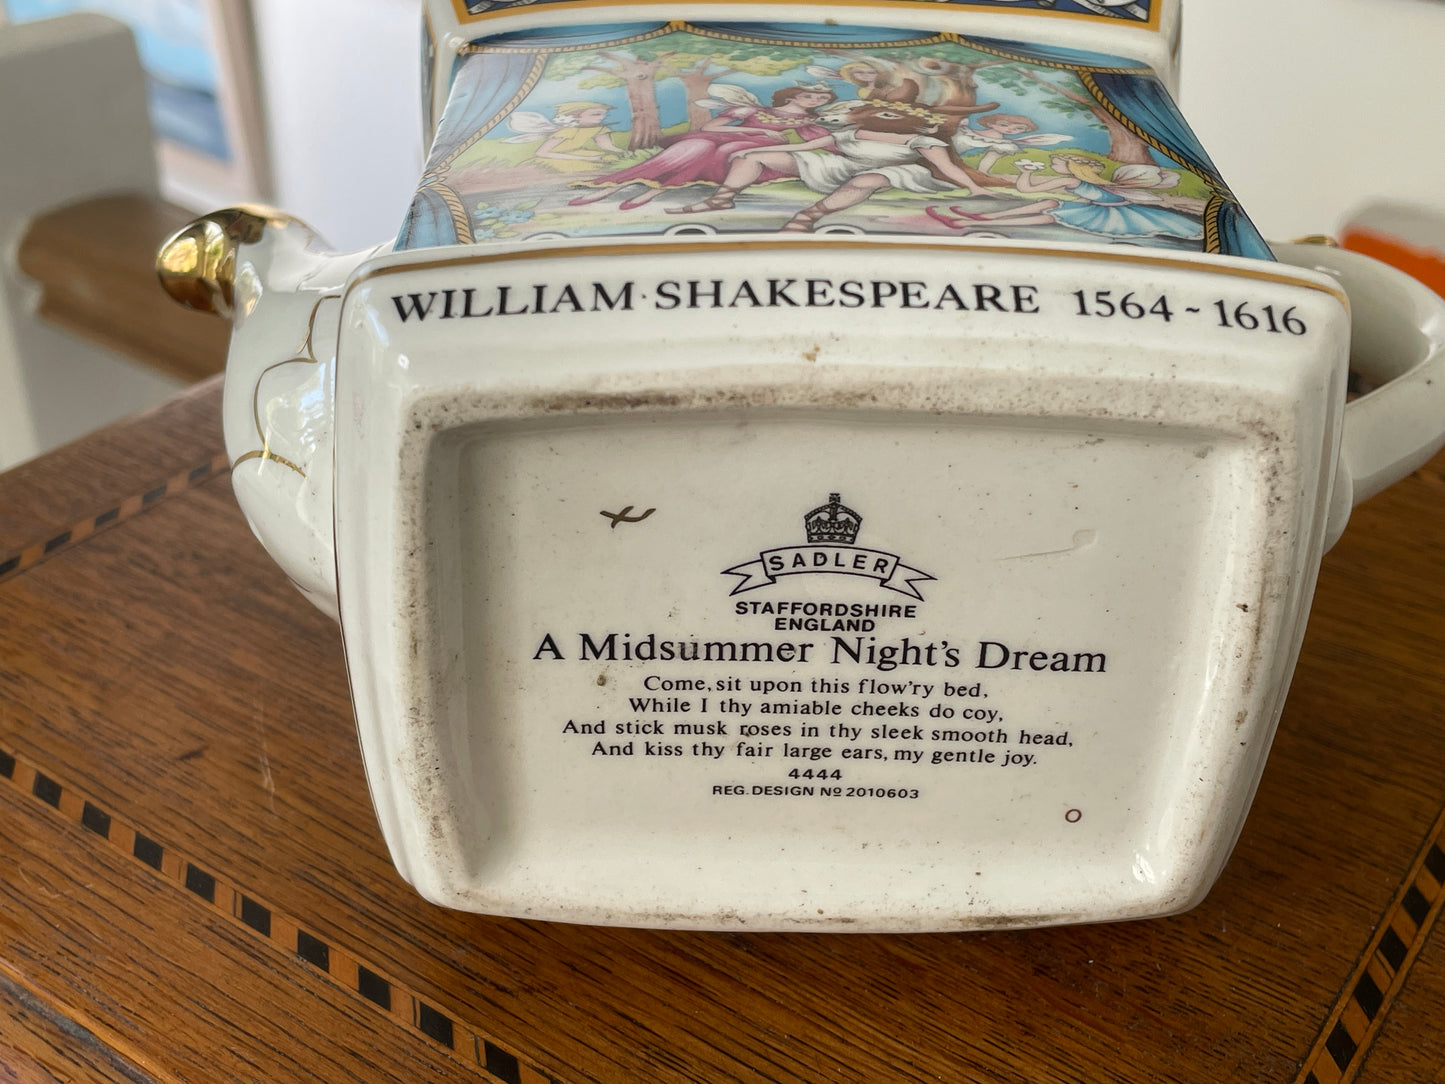 WILLIAM·SHAKESPEARE 1564 ~ 1616
SADLER
STAFFORDSHIRE
ENGLAND
A Midsummer Night's Dream
Come, sit upon this flow'ry bed,
While I thy amiable cheeks do coy,
And stick musk roses in thy sleek smooth head,
And kiss thy fair large ears, my gentle joy.
4444
REG. DESIGN Nº 2010603